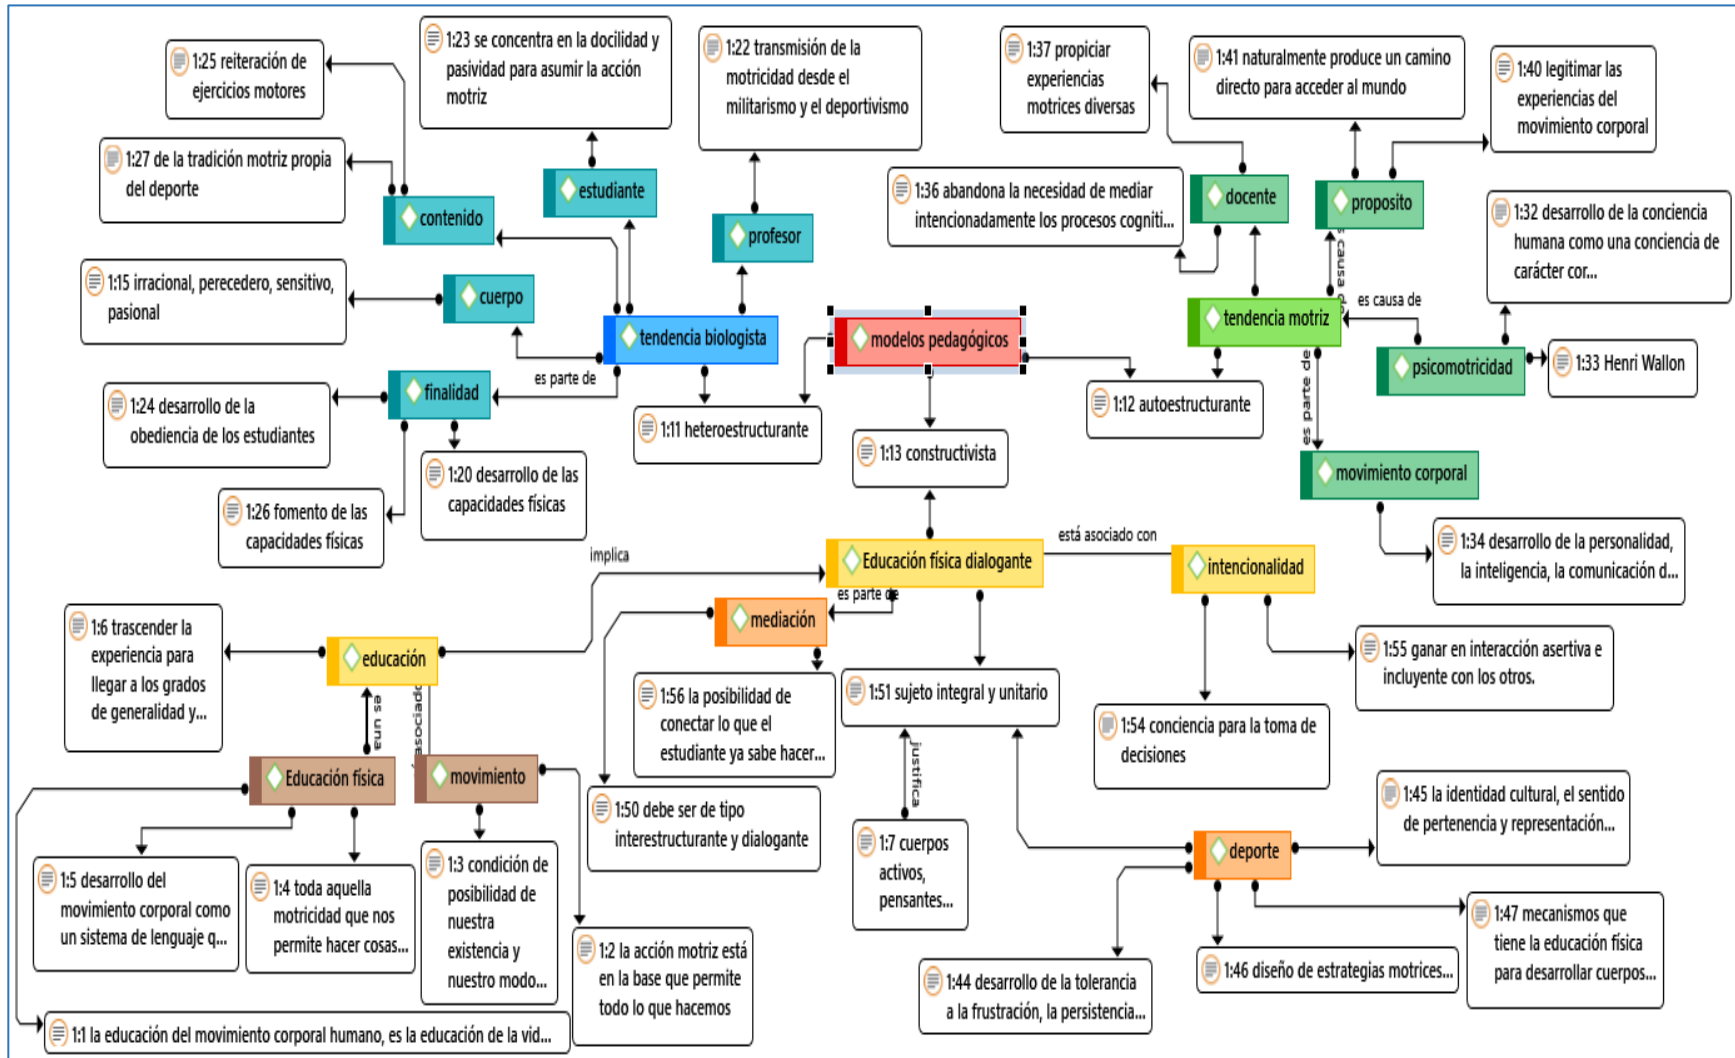 1:25 reiteración de
ejercicios motores
1:23 se concentra en la docilidad y
pasividad para asumir la acción
motriz
1:22 transmisión de la
motricidad desde el
militarismo y el deportivismo
1:37 propiciar
experiencias
motrices diversas
1:41 naturalmente produce un camino
directo para acceder al mundo
1:40 legitimar las
experiencias del
movimiento corporal
1:27 de la tradición motriz propia
del deporte
contenido
estudiante
profesor
1:36 abandona la necesidad de mediar
intencionadamente los procesos cogniti...
docente
proposito
1:32 desarrollo de la conciencia
humana como una conciencia de
carácter cor...
1:15 irracional, perecedero, sensitivo,
pasional
cuerpo
tendencia biologista
modelos pedagógicos
tendencia motriz
s causa d
es causa de
psicomotricidad
1:33 Henri Wallon
es parte de
finalidad
1:24 desarrollo de la
obediencia de los estudiantes
1:11 heteroestructurante
1:12 autoestructurante
es parte de
1:13 constructivista
1:20 desarrollo de las
capacidades físicas
1:26 fomento de las
capacidades físicas
movimiento corporal
1:34 desarrollo de la personalidad,
la inteligencia, la comunicación d...
implica
Educación física dialogante
está asociado con
intencionalidad
es parte de
mediación
1:6 trascender la
experiencia para
llegar a los grados
de generalidad y...
educación
1:56 la posibilidad de
conectar lo que el
estudiante ya sabe hacer...
1:51 sujeto integral y unitario
1:55 ganar en interacción asertiva e
incluyente con los otros.
1:54 conciencia para la toma de
decisiones
es una
asociado
Educación física
movimiento
1:50 debe ser de tipo
interestructurante y dialogante
justifica
1:7 cuerpos
activos,
pensantes...
deporte
1:45 la identidad cultural, el sentido
de pertenencia y representación...
1:5 desarrollo del
movimiento corporal como
un sistema de lenguaje q...
1:4 toda aquella
motricidad que nos
permite hacer cosas...
1:3 condición de
posibilidad de
nuestra
existencia y
nuestro modo...
1:2 la acción motriz está
en la base que permite
todo lo que hacemos
1:44 desarrollo de la tolerancia
a la frustración, la persistencia...
1:46 diseño de estrategias motrices...
1:47 mecanismos que
tiene la educación física
para desarrollar cuerpos...
1:1 la educación del movimiento corporal humano, es la educación de la vid...